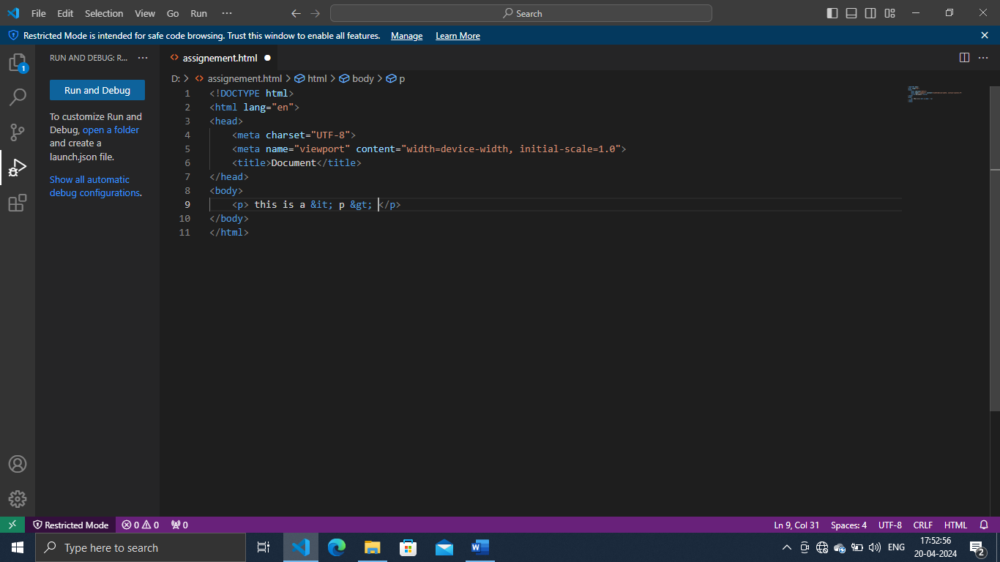 File Edit Selection View Go Run ··· Search
Restricted Mode is intended for safe code browsing. Trust this window to enable all features. Manage Learn More
1
RUN AND DEBUG: R... ···
Run and Debug
To customize Run and
Debug, open a folder
and create a
launch.json file.
Show all automatic
debug configurations.
assignement.html
D: > assignement.html > html > body > p
1 <!DOCTYPE html>
2 <html lang="en">
3 <head>
4 <meta charset="UTF-8">
5 <meta name="viewport" content="width=device-width, initial-scale=1.0">
6 <title>Document</title>
7 </head>
8 <body>
9 <p> this is a &it; p &gt; </p>
10 </body>
11 </html>
Restricted Mode 0 0 0 Ln 9, Col 31 Spaces: 4 UTF-8 CRLF HTML
Type here to search W ENG 17:52:56
20-04-2024 2